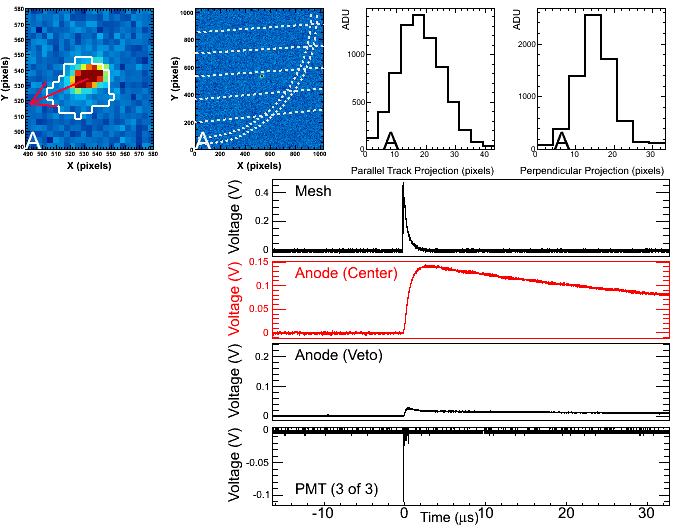 580
570
560
550
540
530
520
510
500
490
Y (pixels)
490 500 510 520 530 540 550 560 570 580
X (pixels)
A
1000
800
600
400
200
0
Y (pixels)
0 200 400 600 800 1000
X (pixels)
A
ADU
1000
500
0
0 10 20 30 40
Parallel Track Projection (pixels)
A
ADU
2000
1000
0
0 10 20 30
Perpendicular Projection (pixels)
A
Voltage (V)
0.4
0.2
0
Mesh
Voltage (V)
0.15
0.1
0.05
0
Anode (Center)
Voltage (V)
0.2
0.1
0
Anode (Veto)
Voltage (V)
0
-0.05
-0.1
PMT (3 of 3)
-10 0 10 20 30
Time (μs)